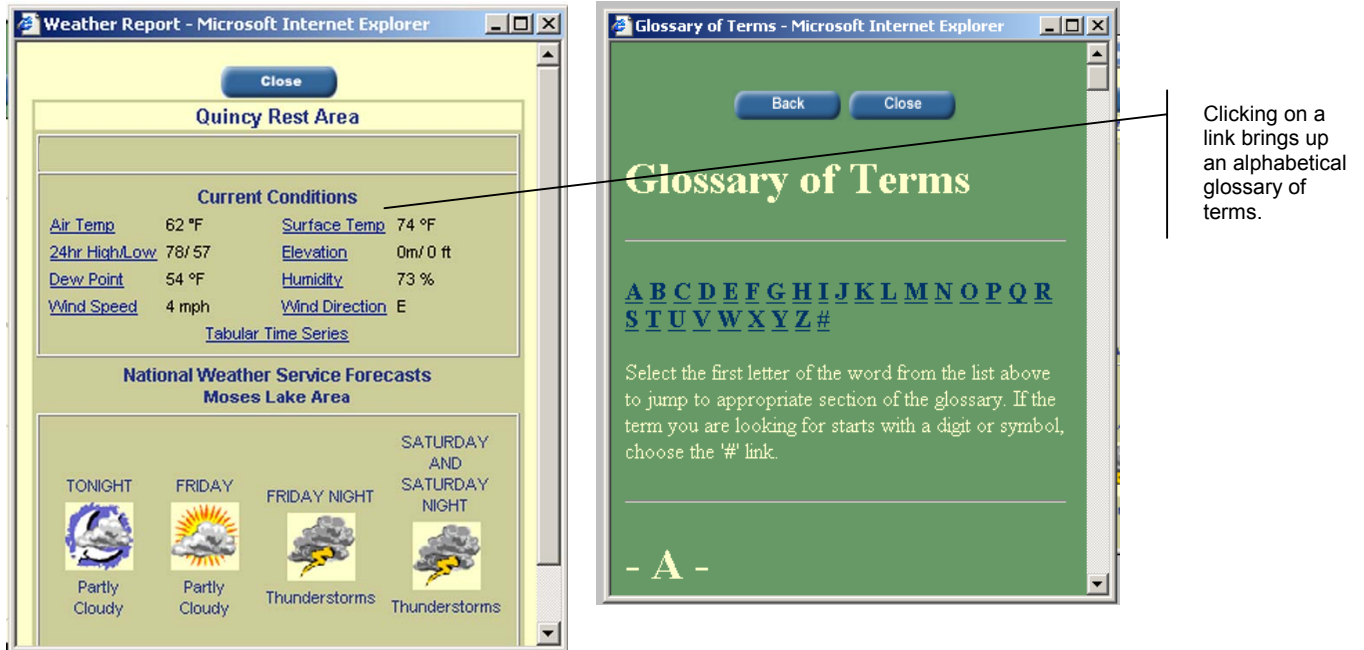 Weather Report - Microsoft Internet Explorer
Close
Quincy Rest Area
Current Conditions
Air Temp 62 °F Surface Temp 74 °F
24hr High/Low 78/ 57 Elevation 0m/ 0 ft
Dew Point 54 °F Humidity 73 %
Wind Speed 4 mph Wind Direction E
Tabular Time Series
National Weather Service Forecasts
Moses Lake Area
TONIGHT
Partly
Cloudy
FRIDAY
Partly
Cloudy
FRIDAY NIGHT
Thunderstorms
SATURDAY
AND
SATURDAY
NIGHT
Thunderstorms
Glossary of Terms - Microsoft Internet Explorer
Back Close
Glossary of Terms
A B C D E F G H I J K L M N O P Q R
S T U V W X Y Z #
Select the first letter of the word from the list above
to jump to appropriate section of the glossary. If the
term you are looking for starts with a digit or symbol,
choose the '#' link.
- A -
Clicking on a
link brings up
an alphabetical
glossary of
terms.